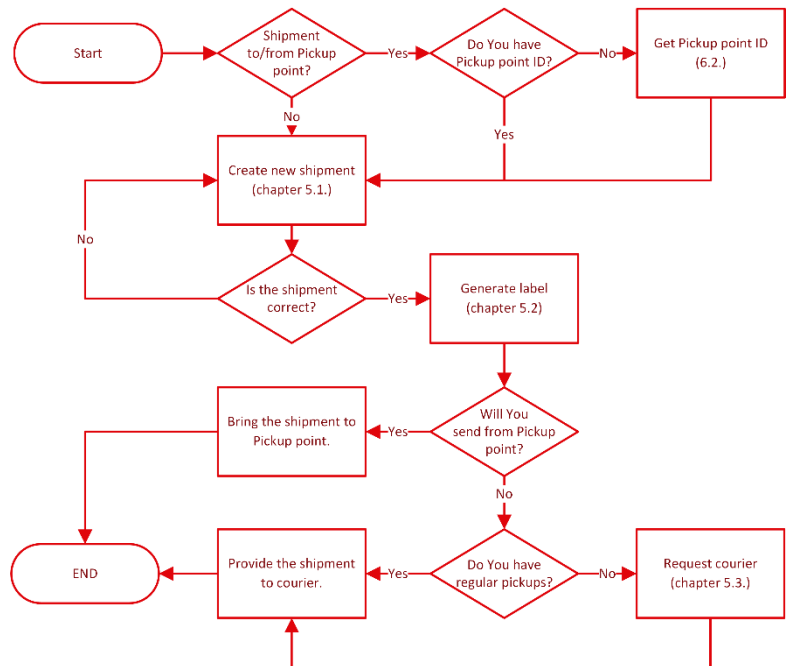 Start
Shipment
to/from Pickup
point?
Yes
Do You have
Pickup point ID?
No
Get Pickup point ID
(6.2.)
No
Yes
Create new shipment
(chapter 5.1.)
No
Is the shipment
correct?
Yes
Generate label
(chapter 5.2)
Bring the shipment to
Pickup point.
Yes
Will You
send from Pickup
point?
No
END
Provide the shipment
to courier.
Yes
Do You have
regular pickups?
No
Request courier
(chapter 5.3.)